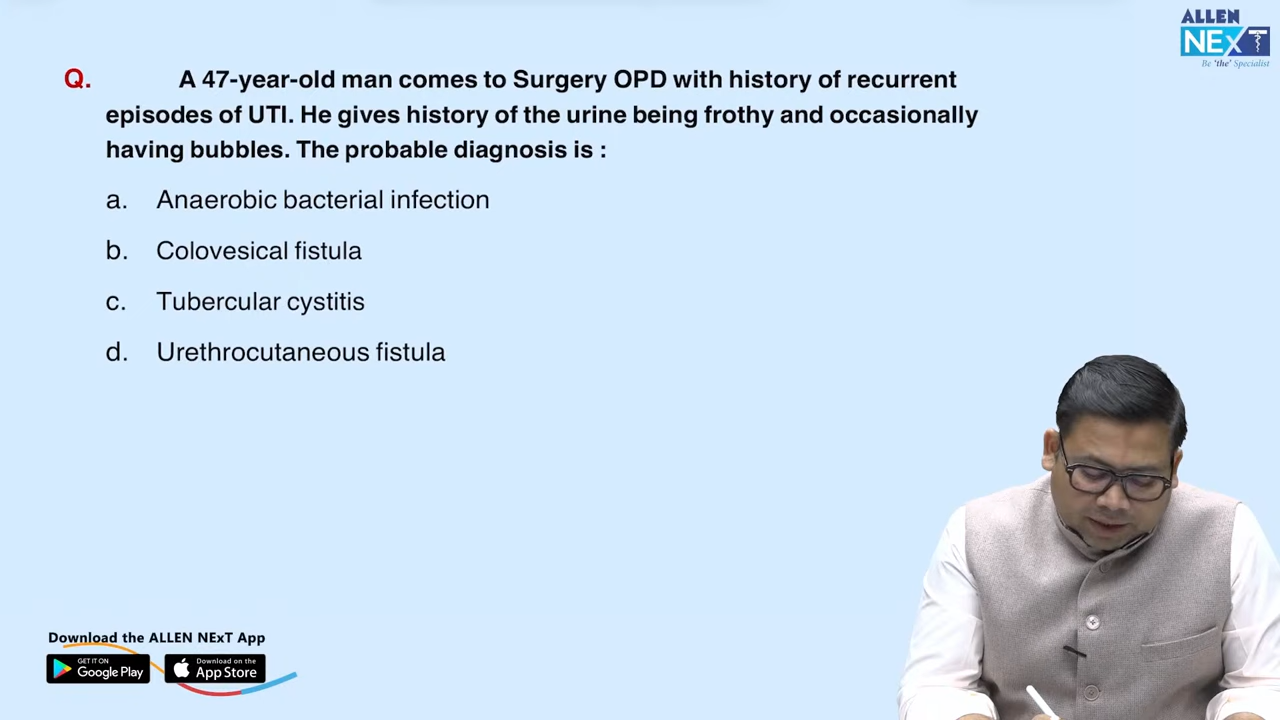 ALLEN
NExT
Be 'the' Specialist
Q. A 47-year-old man comes to Surgery OPD with history of recurrent
episodes of UTI. He gives history of the urine being frothy and occasionally
having bubbles. The probable diagnosis is :
a. Anaerobic bacterial infection
b. Colovesical fistula
c. Tubercular cystitis
d. Urethrocutaneous fistula
Download the ALLEN NExT App
GET IT ON
Google Play
Download on the
App Store